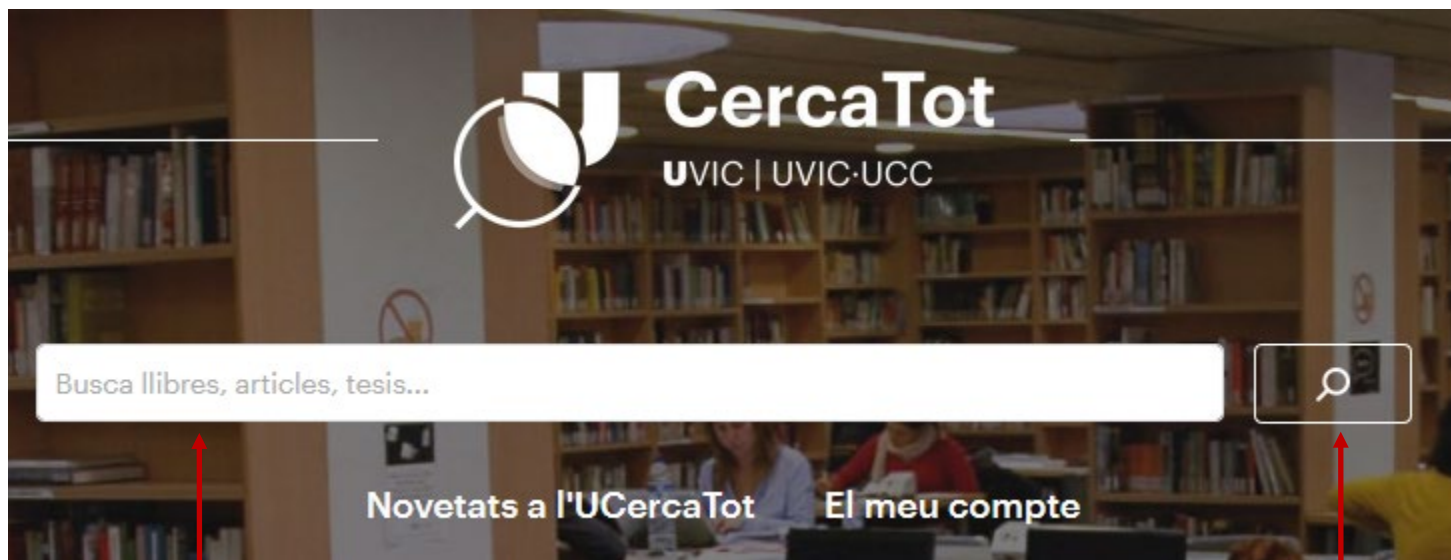 CercaTot
UVIC | UVIC·UCC
Busca llibres, articles, tesis...
Novetats a l'UCercaTot
El meu compte